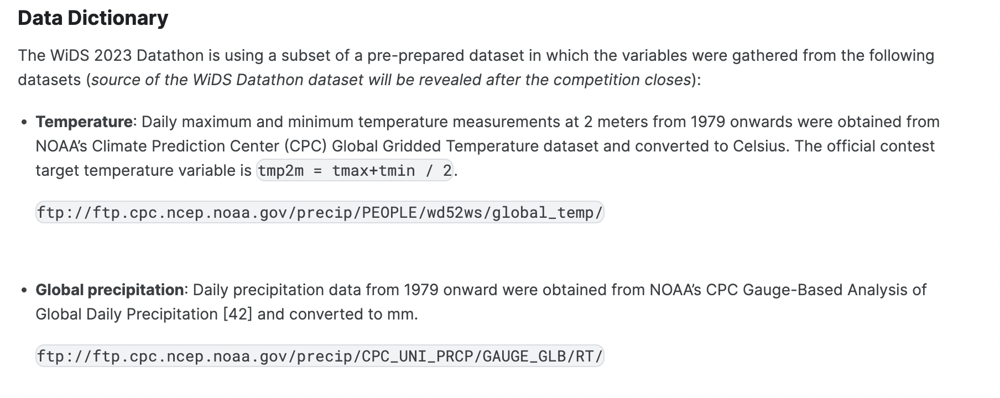 Data Dictionary
The WiDS 2023 Datathon is using a subset of a pre-prepared dataset in which the variables were gathered from the following
datasets (source of the WiDS Datathon dataset will be revealed after the competition closes):
• Temperature: Daily maximum and minimum temperature measurements at 2 meters from 1979 onwards were obtained from
NOAA’s Climate Prediction Center (CPC) Global Gridded Temperature dataset and converted to Celsius. The official contest
target temperature variable is tmp2m = tmax+tmin / 2.
ftp://ftp.cpc.ncep.noaa.gov/precip/PEOPLE/wd52ws/global_temp/
• Global precipitation: Daily precipitation data from 1979 onward were obtained from NOAA’s CPC Gauge-Based Analysis of
Global Daily Precipitation [42] and converted to mm.
ftp://ftp.cpc.ncep.noaa.gov/precip/CPC_UNI_PRCP/GAUGE_GLB/RT/